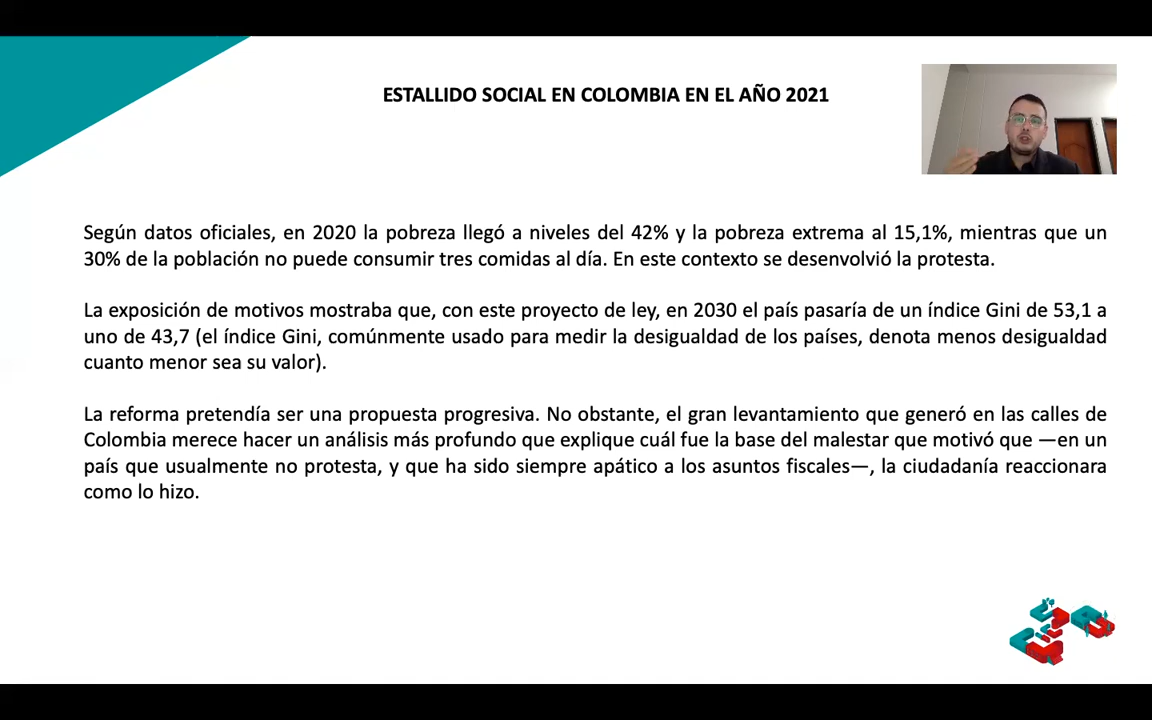 ESTALLIDO SOCIAL EN COLOMBIA EN EL AÑO 2021
Según datos oficiales, en 2020 la pobreza llegó a niveles del 42% y la pobreza extrema al 15,1%, mientras que un
30% de la población no puede consumir tres comidas al día. En este contexto se desenvolvió la protesta.
La exposición de motivos mostraba que, con este proyecto de ley, en 2030 el país pasaría de un índice Gini de 53,1 a
uno de 43,7 (el índice Gini, comúnmente usado para medir la desigualdad de los países, denota menos desigualdad
cuanto menor sea su valor).
La reforma pretendía ser una propuesta progresiva. No obstante, el gran levantamiento que generó en las calles de
Colombia merece hacer un análisis más profundo que explique cuál fue la base del malestar que motivó que —en un
país que usualmente no protesta, y que ha sido siempre apático a los asuntos fiscales—, la ciudadanía reaccionara
como lo hizo.